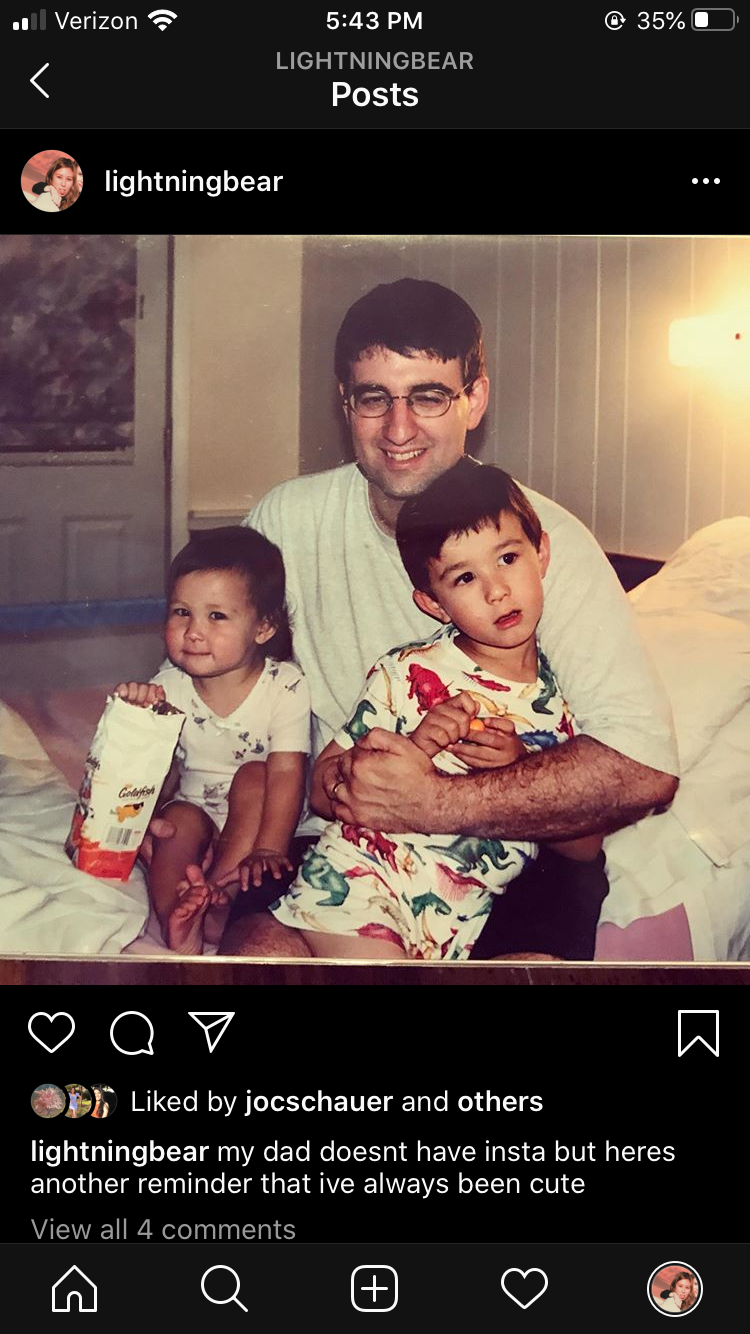 Verizon 5:43 PM 35%
LIGHTNINGBEAR
Posts
lightningbear
Goldfish
Liked by jocschauer and others
lightningbear my dad doesnt have insta but heres
another reminder that ive always been cute
View all 4 comments